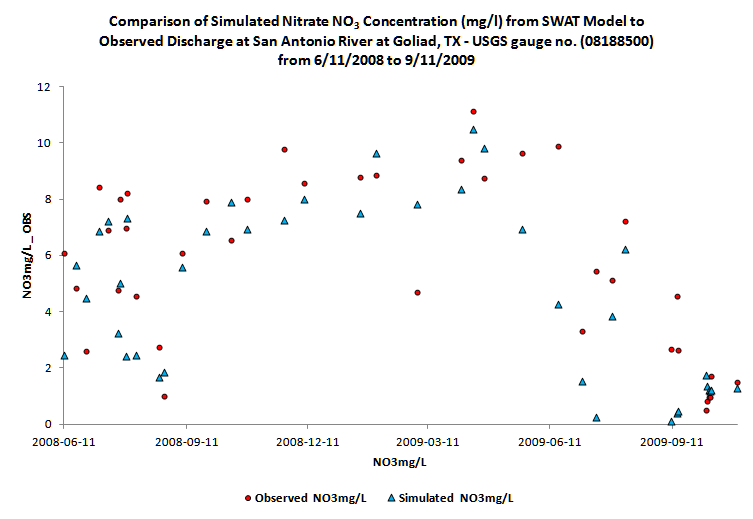 Comparison of Simulated Nitrate NO3 Concentration (mg/l) from SWAT Model to
Observed Discharge at San Antonio River at Goliad, TX - USGS gauge no. (08188500)
from 6/11/2008 to 9/11/2009
12
10
8
6
4
2
0
NO3mg/L_OBS
2008-06-11 2008-09-11 2008-12-11 2009-03-11 2009-06-11 2009-09-11
NO3mg/L
Observed NO3mg/L Simulated NO3mg/L